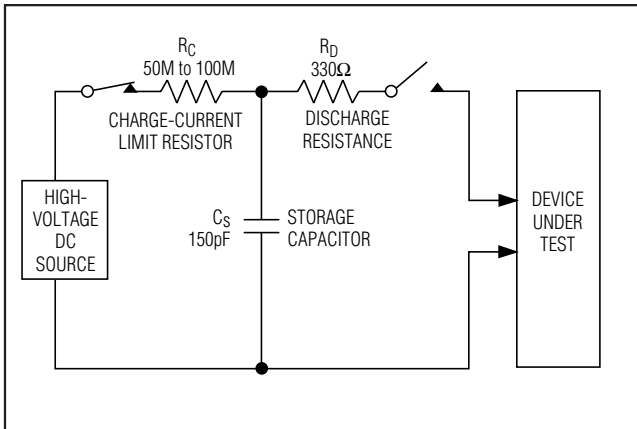 R_C
50M to 100M
CHARGE-CURRENT
LIMIT RESISTOR
R_D
330Ω
DISCHARGE
RESISTANCE
HIGH-
VOLTAGE
DC
SOURCE
C_S
150pF
STORAGE
CAPACITOR
DEVICE
UNDER
TEST